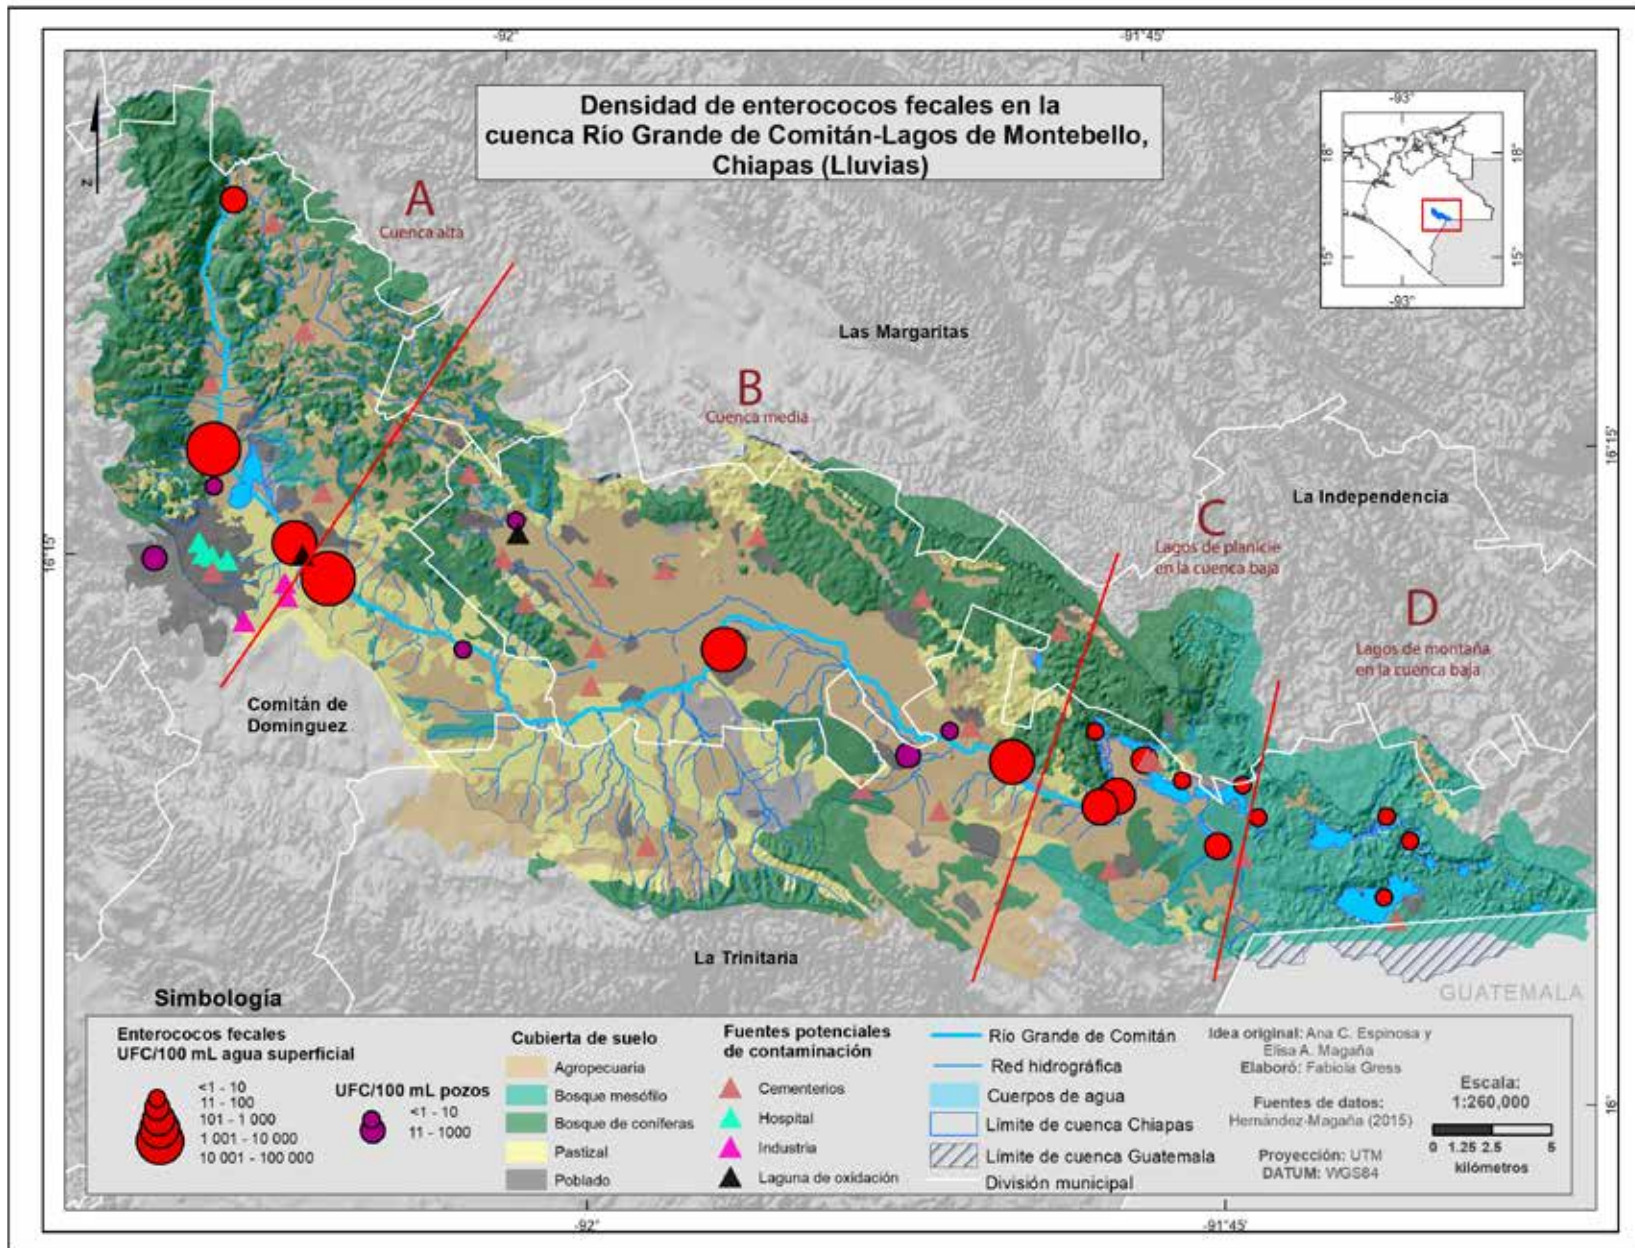 -92°
-91°45'
Densidad de enterococos fecales en la
cuenca Río Grande de Comitán-Lagos de Montebello,
Chiapas (Lluvias)
-93°
18°
18°
15°
15°
-93°
z
A
Cuenca alta
Las Margaritas
B
Cuenca media
16°15'
16°15'
La Independencia
C
Lagos de planicie
en la cuenca baja
D
Lagos de montaña
en la cuenca baja
Comitán de
Dominguez
La Trinitaria
GUATEMALA
Simbología
Enterococos fecales
UFC/100 mL agua superficial
<1 - 10
11 - 100
101 - 1 000
1 001 - 10 000
10 001 - 100 000
UFC/100 mL pozos
<1 - 10
11 - 1000
Cubierta de suelo
Agropecuaria
Bosque mesófilo
Bosque de coníferas
Pastizal
Poblado
Fuentes potenciales
de contaminación
Cementerios
Hospital
Industria
Laguna de oxidación
Río Grande de Comitán
Red hidrográfica
Cuerpos de agua
Límite de cuenca Chiapas
Límite de cuenca Guatemala
División municipal
Idea original: Ana C. Espinosa y
Elisa A. Magaña
Elaboró: Fabiola Gress
Fuentes de datos:
Hernández-Magaña (2015)
Proyección: UTM
DATUM: WGS84
Escala:
1:260,000
0 1.25 2.5 5
kilómetros
16°
-92°
-91°45'